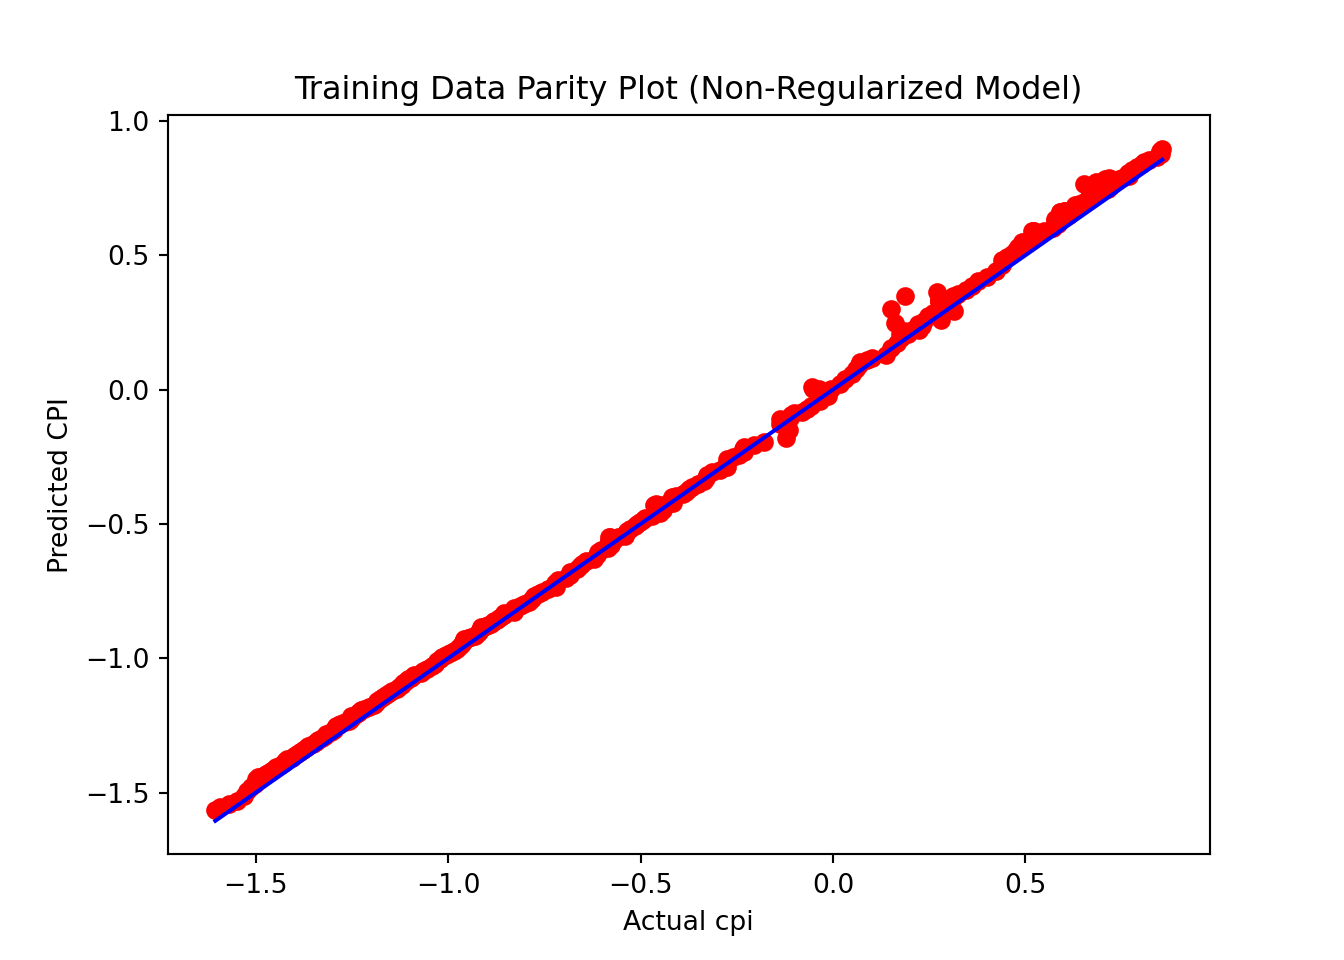 Training Data Parity Plot (Non-Regularized Model)
1.0
0.5
0.0
−0.5
−1.0
−1.5
Predicted CPI
−1.5 −1.0 −0.5 0.0 0.5
Actual cpi